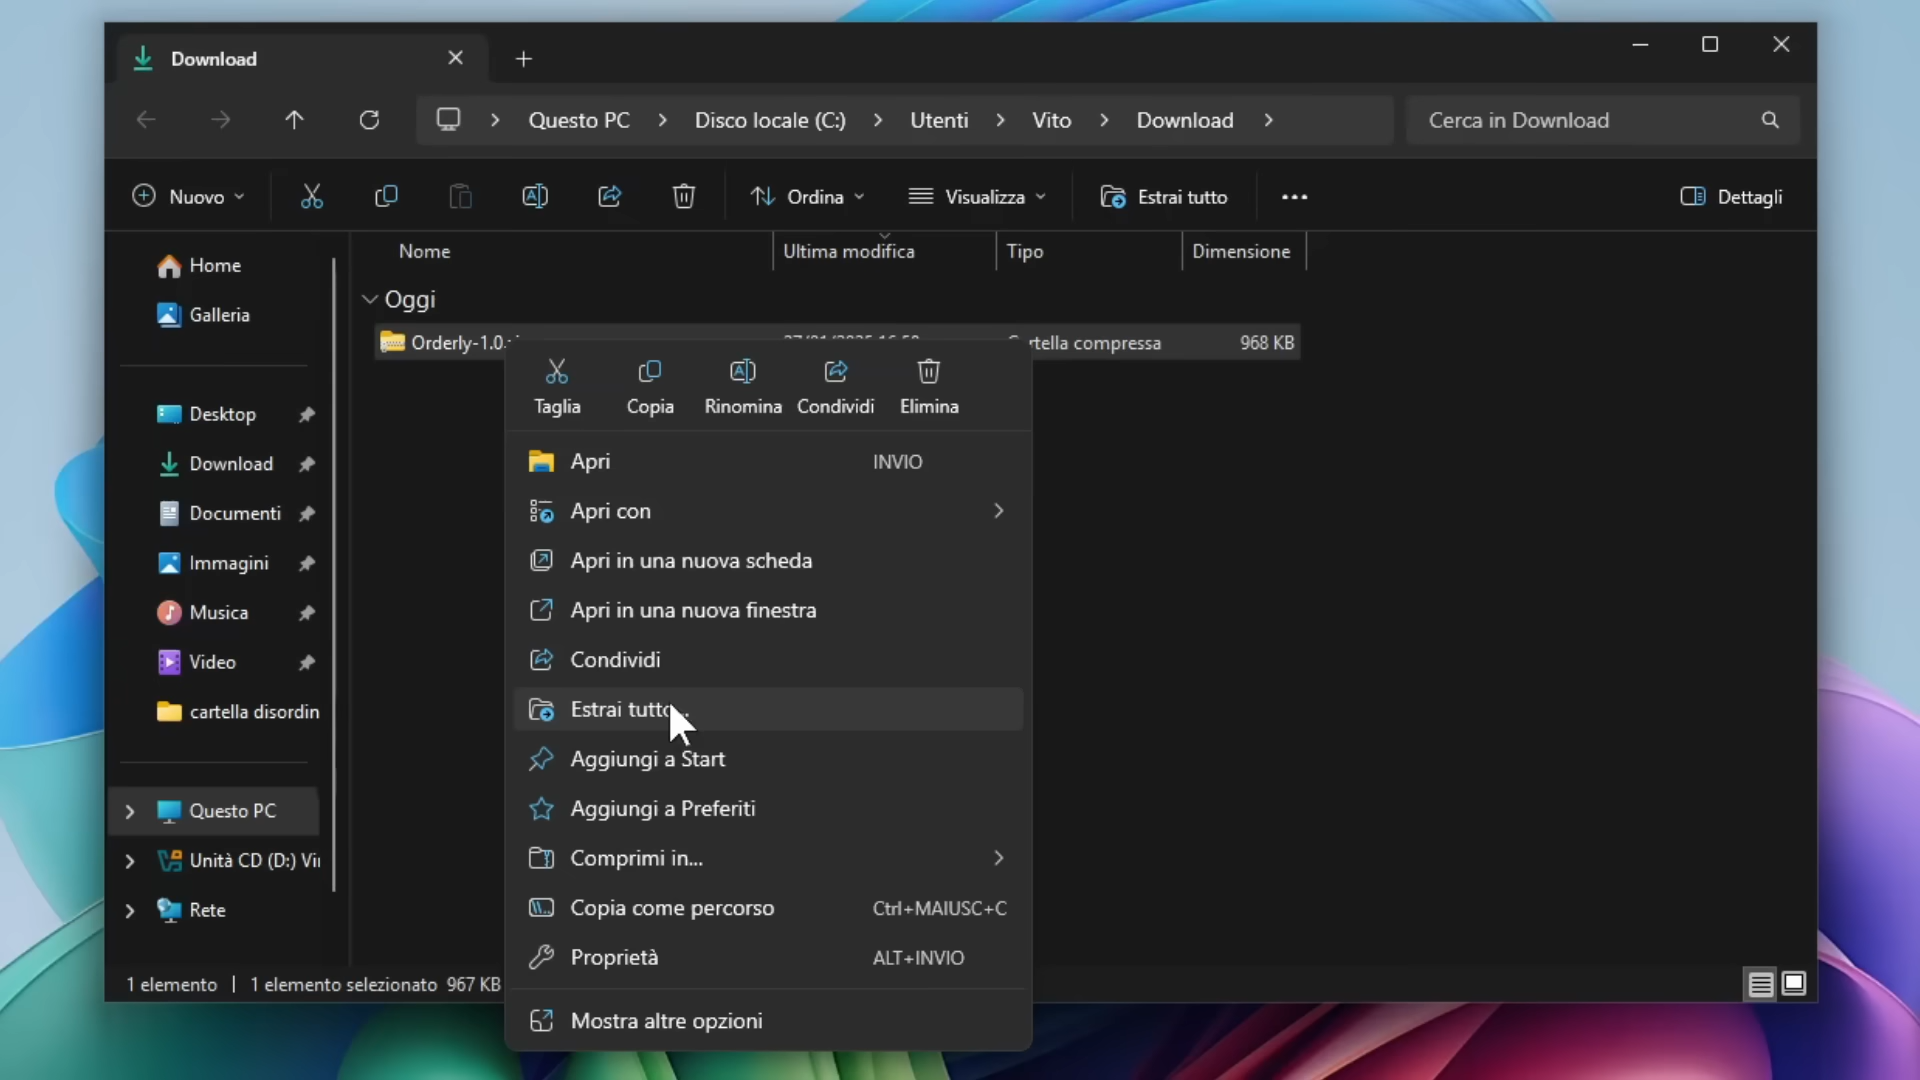 Download
Questo PC
Disco locale (C:)
Utenti
Vito
Download
Cerca in Download
Nuovo
Ordina
Visualizza
Estrai tutto
Dettagli
Nome
Ultima modifica
Tipo
Dimensione
Home
Galleria
Oggi
Orderly-1.0
tella compressa
968 KB
Desktop
Download
Documenti
Immagini
Musica
Video
cartella disordin
Questo PC
Unità CD (D:)
Rete
Taglia
Copia
Rinomina
Condividi
Elimina
Apri INVIO
Apri con
Apri in una nuova scheda
Apri in una nuova finestra
Condividi
Estrai tutto...
Aggiungi a Start
Aggiungi a Preferiti
Comprimi in...
Copia come percorso Ctrl+MAIUSC+C
Proprietà ALT+INVIO
Mostra altre opzioni
1 elemento
1 elemento selezionato 967 KB